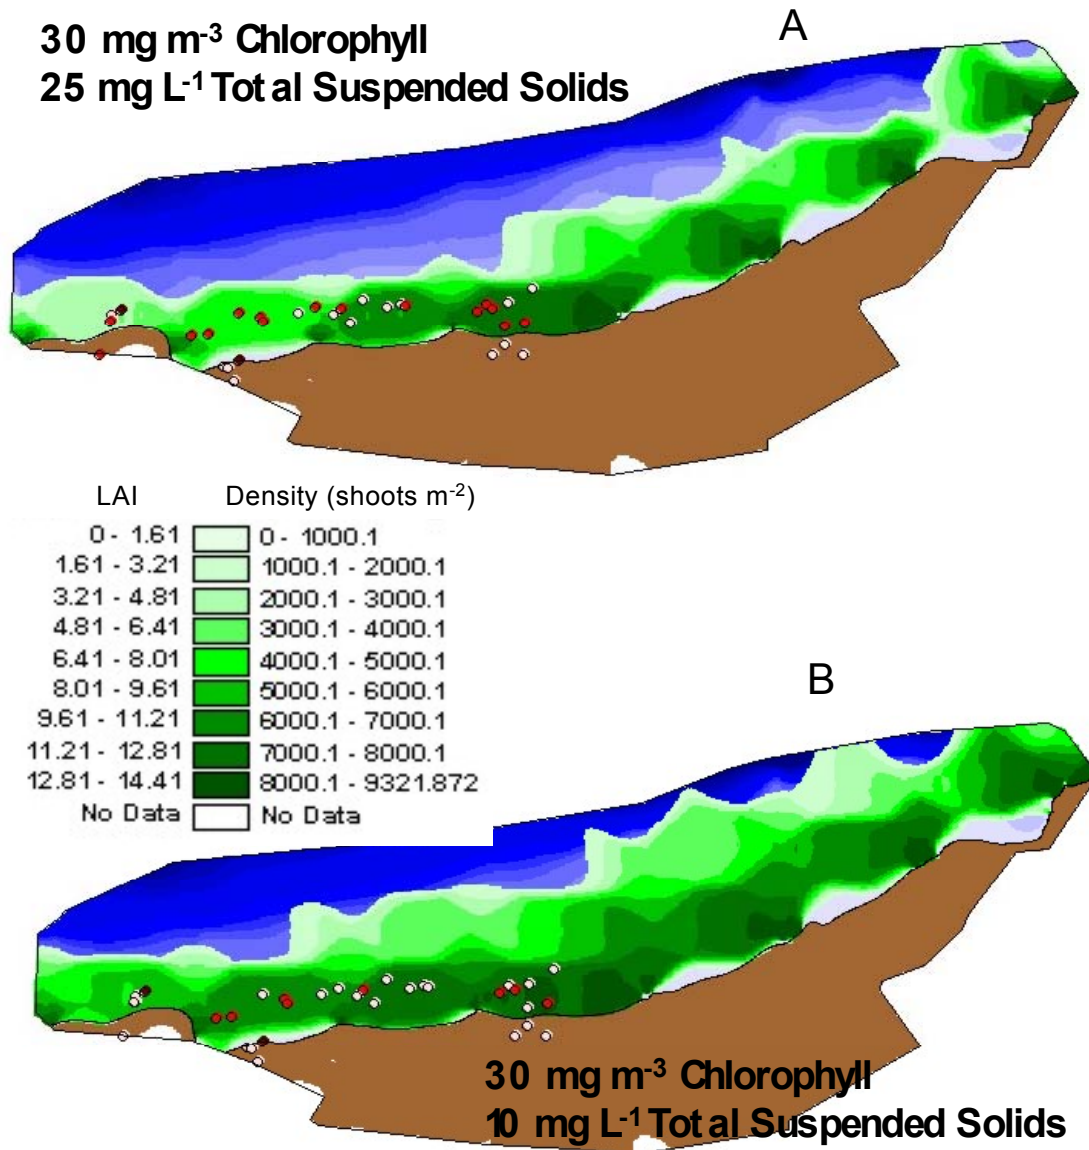 A
30 mg m-3 Chlorophyll
25 mg L-1 Total Suspended Solids
LAI Density (shoots m-2)
0 - 1.61 0 - 1000.1
1.61 - 3.21 1000.1 - 2000.1
3.21 - 4.81 2000.1 - 3000.1
4.81 - 6.41 3000.1 - 4000.1
6.41 - 8.01 4000.1 - 5000.1
8.01 - 9.61 5000.1 - 6000.1
9.61 - 11.21 6000.1 - 7000.1
11.21 - 12.81 7000.1 - 8000.1
12.81 - 14.41 8000.1 - 9321.872
No Data No Data
B
30 mg m-3 Chlorophyll
10 mg L-1 Total Suspended Solids